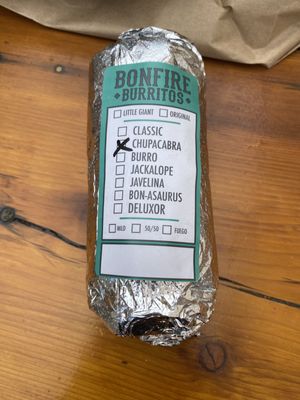 BONFIRE
BURRITOS
LITTLE GIANT ORIGINAL
CLASSIC
CHUPACABRA
BURRO
JACKALOPE
JAVELINA
BON-ASAURUS
DELUXOR
MILD 50/50 FUEGO